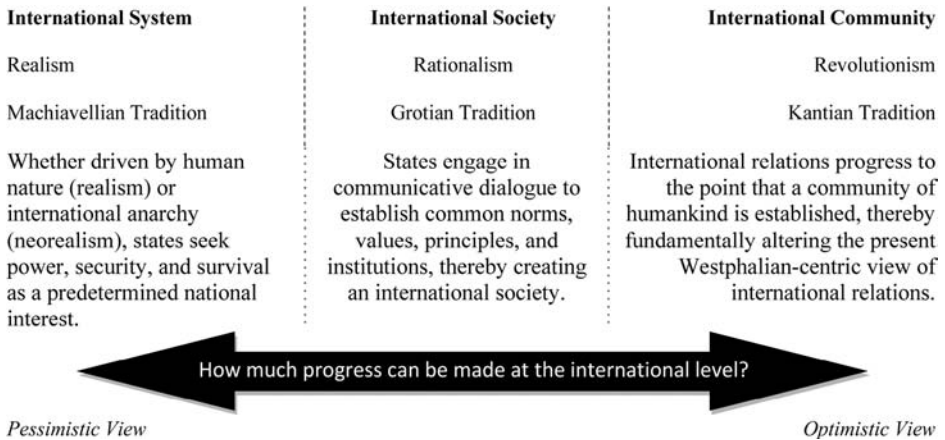 International System
Realism
Machiavellian Tradition
Whether driven by human
nature (realism) or
international anarchy
(neorealism), states seek
power, security, and survival
as a predetermined national
interest.
International Society
Rationalism
Grotian Tradition
States engage in
communicative dialogue to
establish common norms,
values, principles, and
institutions, thereby creating
an international society.
International Community
Revolutionism
Kantian Tradition
International relations progress to
the point that a community of
humankind is established, thereby
fundamentally altering the present
Westphalian-centric view of
international relations.
How much progress can be made at the international level?
Pessimistic View
Optimistic View